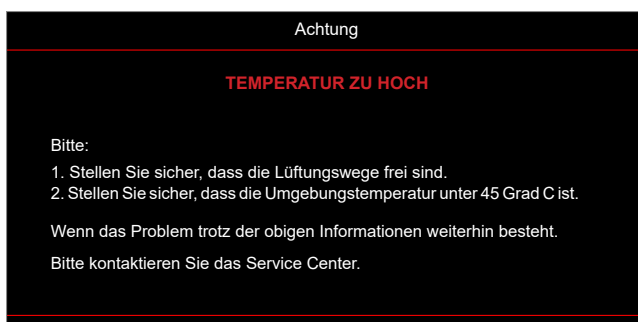 Achtung
TEMPERATUR ZU HOCH
Bitte:
1. Stellen Sie sicher, dass die Lüftungswege frei sind.
2. Stellen Sie sicher, dass die Umgebungstemperatur unter 45 Grad C ist.
Wenn das Problem trotz der obigen Informationen weiterhin besteht.
Bitte kontaktieren Sie das Service Center.